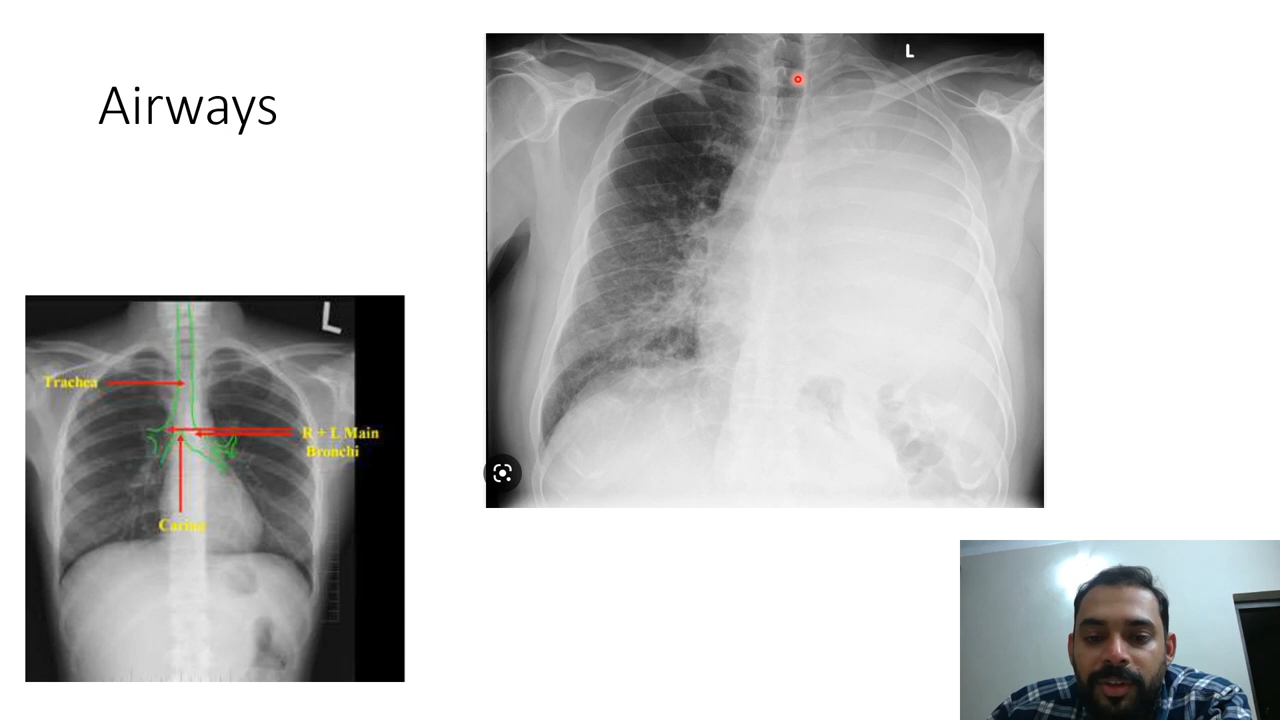 Airways
L
L
Trachea
R + L Main
Bronchi
Carina